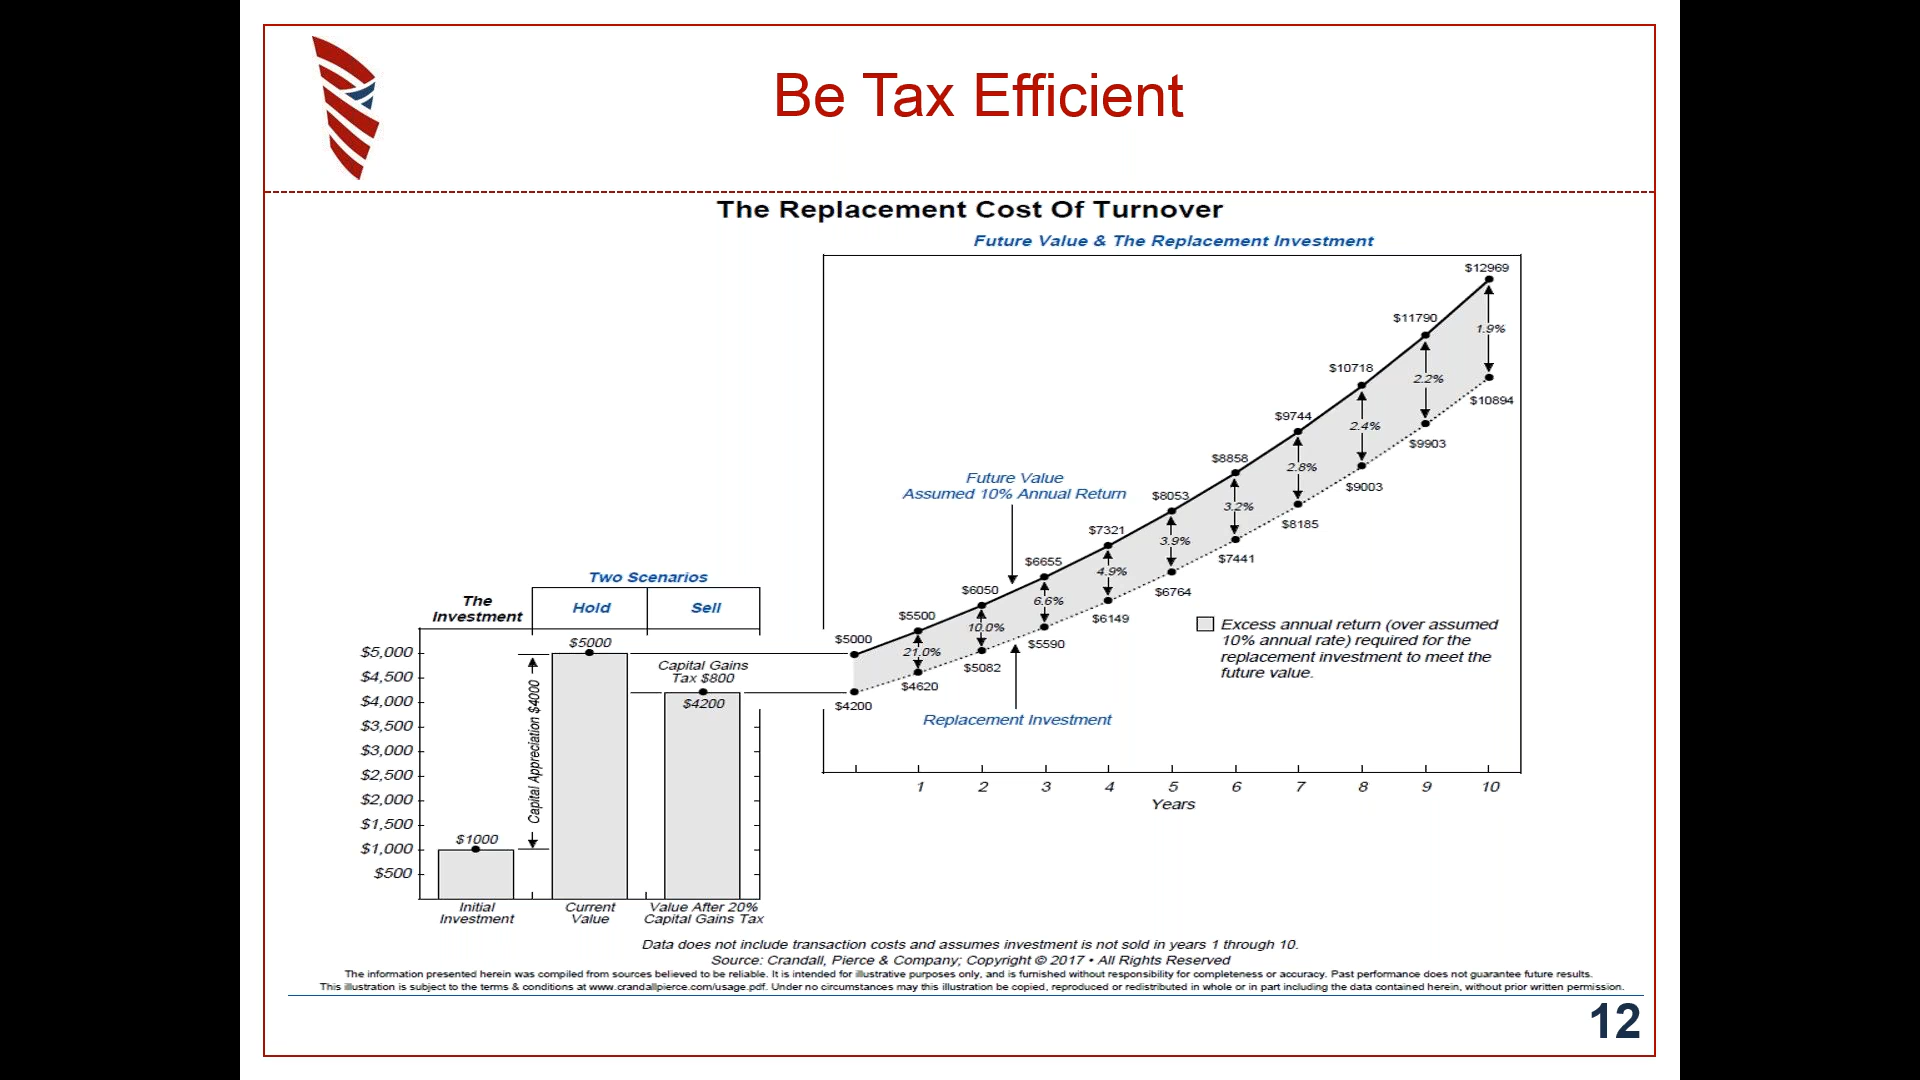 Be Tax Efficient
The Replacement Cost Of Turnover
Future Value & The Replacement Investment
Two Scenarios
The
Investment
Hold
Sell
$5,000
$4,500
$4,000
$3,500
$3,000
$2,500
$2,000
$1,500
$1,000
$500
$1000
Capital Appreciation $4000
$5000
Capital Gains
Tax $800
$4200
Initial
Investment
Current
Value
Value After 20%
Capital Gains Tax
$5000
$5500
$6050
$6655
$7321
$8053
$8858
$9744
$10718
$11790
$12969
Future Value
Assumed 10% Annual Return
21.0%
10.0%
6.6%
4.9%
3.9%
3.2%
2.8%
2.4%
2.2%
1.9%
$4200
$4620
$5082
$5590
$6149
$6764
$7441
$8185
$9003
$9903
$10894
Replacement Investment
Excess annual return (over assumed
10% annual rate) required for the
replacement investment to meet the
future value.
1 2 3 4 5 6 7 8 9 10
Years
Data does not include transaction costs and assumes investment is not sold in years 1 through 10.
Source: Crandall, Pierce & Company; Copyright © 2017 • All Rights Reserved
The information presented herein was compiled from sources believed to be reliable. It is intended for illustrative purposes only, and is furnished without responsibility for completeness or accuracy. Past performance does not guarantee future results.
This illustration is subject to the terms & conditions at www.crandallpierce.com/usage.pdf. Under no circumstances may this illustration be copied, reproduced or redistributed in whole or in part including the data contained herein, without prior written permission.
12